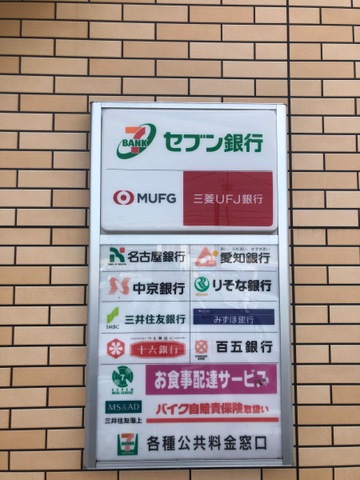 7
BANK
セブン銀行
MUFG 三菱UFJ銀行
名古屋銀行 愛知銀行
中京銀行 りそな銀行
SMBC 三井住友銀行 みずほ銀行
十六銀行 百五銀行
お食事配達サービス
MS&AD
三井住友海上
バイク自賠責保険取扱い
各種公共料金窓口